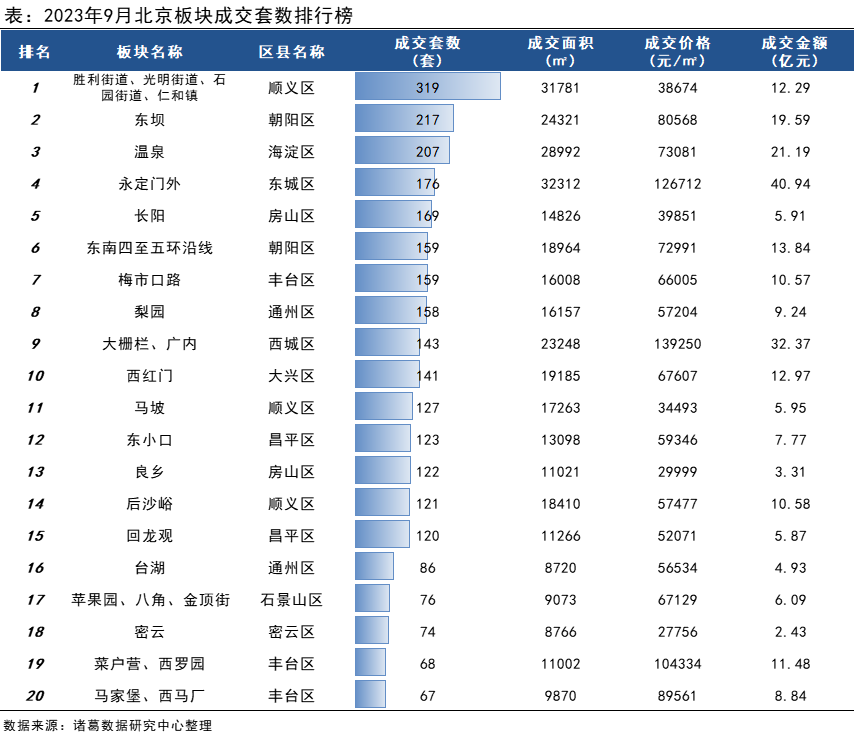 表：2023年9月北京板块成交套数排行榜
排名 板块名称 区县名称 成交套数（套） 成交面积（㎡） 成交价格（元/㎡） 成交金额（亿元）
1 胜利街道、光明街道、石园街道、仁和镇 顺义区 319 31781 38674 12.29
2 东坝 朝阳区 217 24321 80568 19.59
3 温泉 海淀区 207 28992 73081 21.19
4 永定门外 东城区 176 32312 126712 40.94
5 长阳 房山区 169 14826 39851 5.91
6 东南四至五环沿线 朝阳区 159 18964 72991 13.84
7 梅市口路 丰台区 159 16008 66005 10.57
8 梨园 通州区 158 16157 57204 9.24
9 大栅栏、广内 西城区 143 23248 139250 32.37
10 西红门 大兴区 141 19185 67607 12.97
11 马坡 顺义区 127 17263 34493 5.95
12 东小口 昌平区 123 13098 59346 7.77
13 良乡 房山区 122 11021 29999 3.31
14 后沙峪 顺义区 121 18410 57477 10.58
15 回龙观 昌平区 120 11266 52071 5.87
16 台湖 通州区 86 8720 56534 4.93
17 苹果园、八角、金顶街 石景山区 76 9073 67129 6.09
18 密云 密云区 74 8766 27756 2.43
19 菜户营、西罗园 丰台区 68 11002 104334 11.48
20 马家堡、西马厂 丰台区 67 9870 89561 8.84
数据来源：诸葛数据研究中心整理